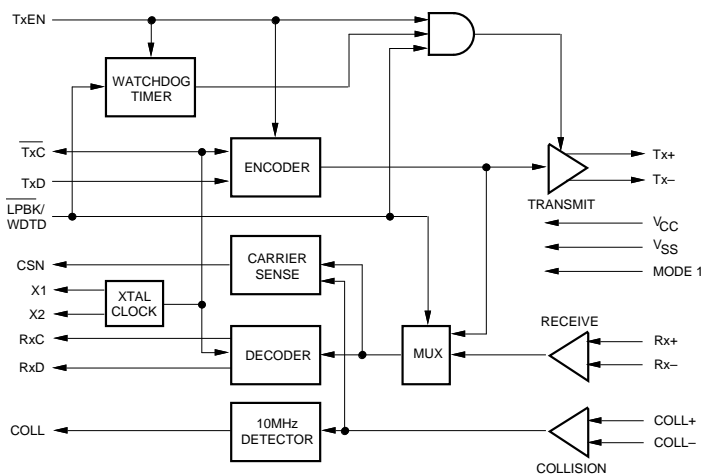 TxEN
WATCHDOG
TIMER
TxC
ENCODER
Tx+
TxD
Tx–
TRANSMIT
LPBK/
WDTD
VCC
VSS
MODE 1
CSN
CARRIER
SENSE
X1
XTAL
CLOCK
X2
RECEIVE
RxC
DECODER
MUX
Rx+
RxD
Rx–
COLL
10MHz
DETECTOR
COLL+
COLL–
COLLISION